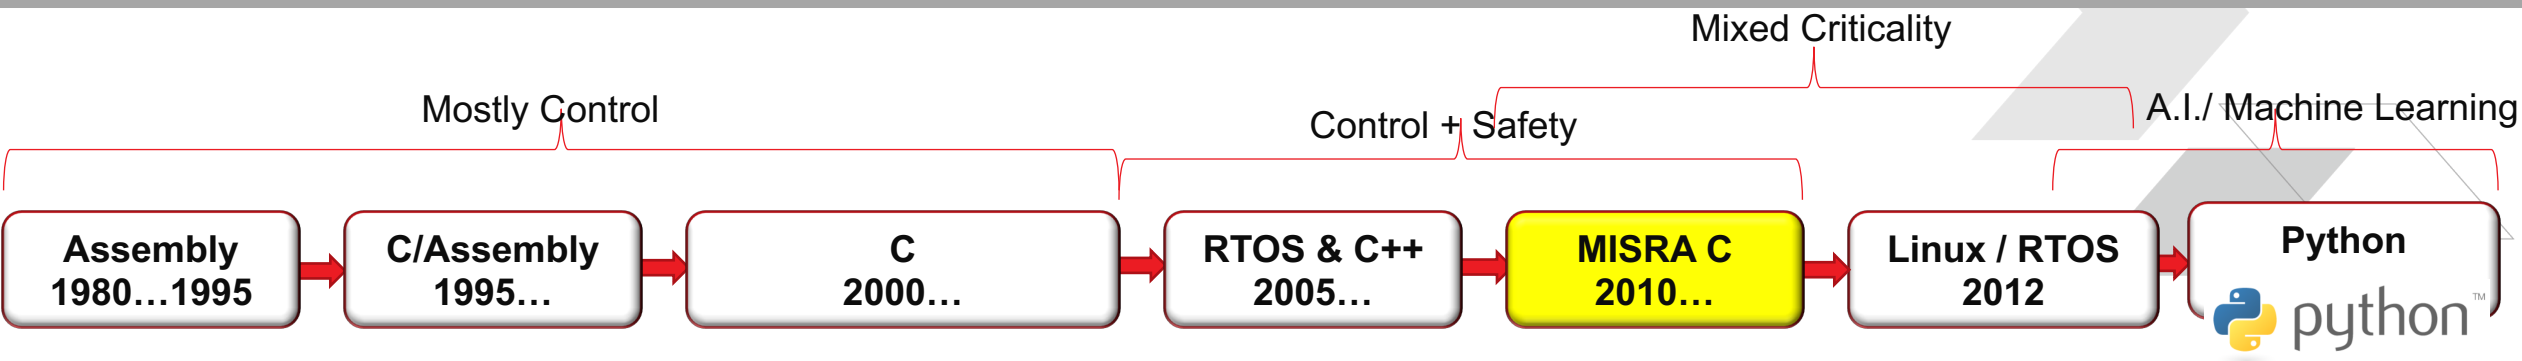 Mixed Criticality
Mostly Control
Control + Safety
A.I./ Machine Learning
Assembly
1980…1995
C/Assembly
1995…
C
2000…
RTOS & C++
2005…
MISRA C
2010…
Linux / RTOS
2012
Python
python™